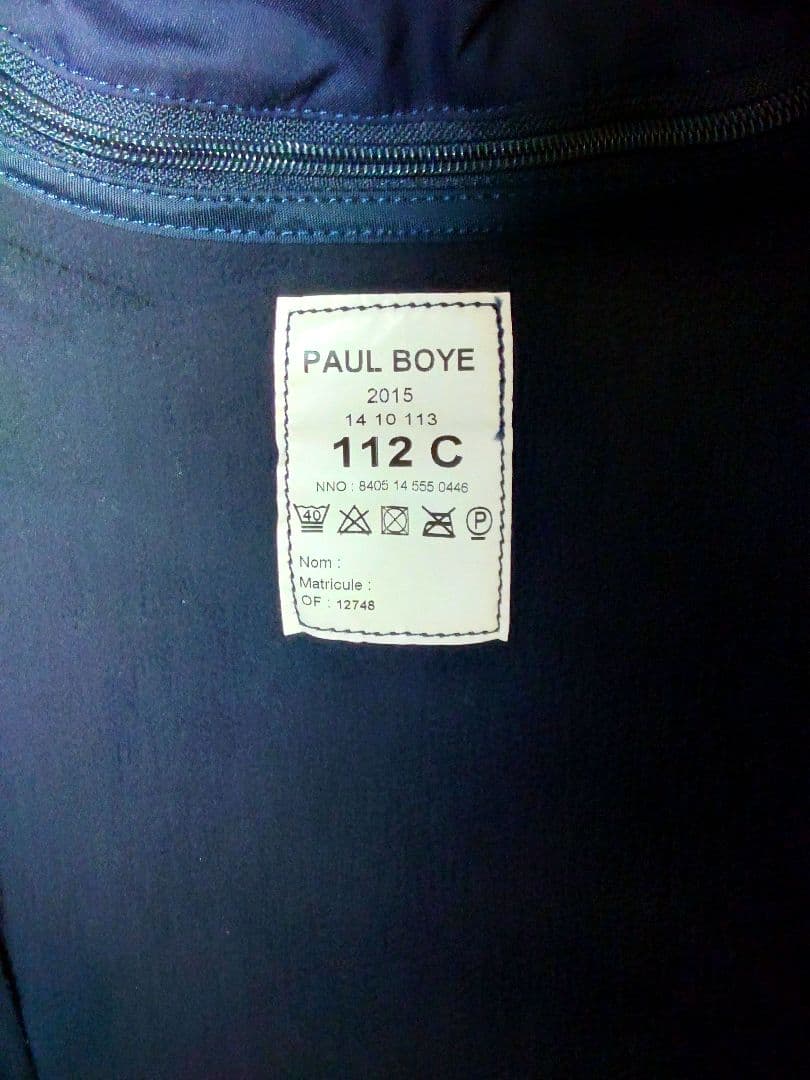 PAUL BOYE
2015
14 10 113
112 C
NNO : 8405 14 555 0446
40 P
Nom :
Matricule :
OF : 12748